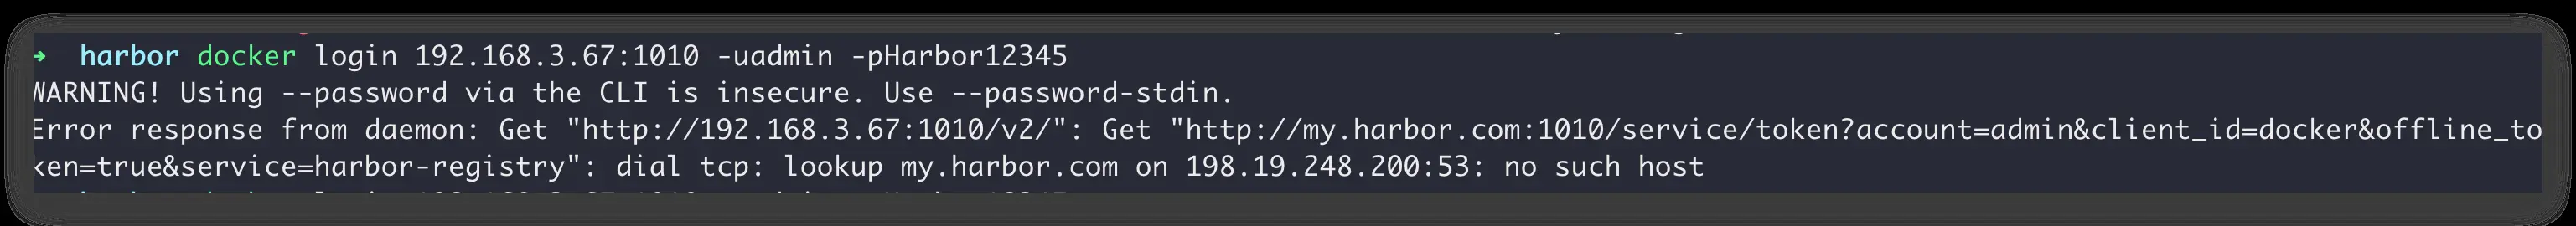 → harbor docker login 192.168.3.67:1010 -uadmin -pHarbor12345
WARNING! Using --password via the CLI is insecure. Use --password-stdin.
Error response from daemon: Get "http://192.168.3.67:1010/v2/": Get "http://my.harbor.com:1010/service/token?account=admin&client_id=docker&offline_to
ken=true&service=harbor-registry": dial tcp: lookup my.harbor.com on 198.19.248.200:53: no such host